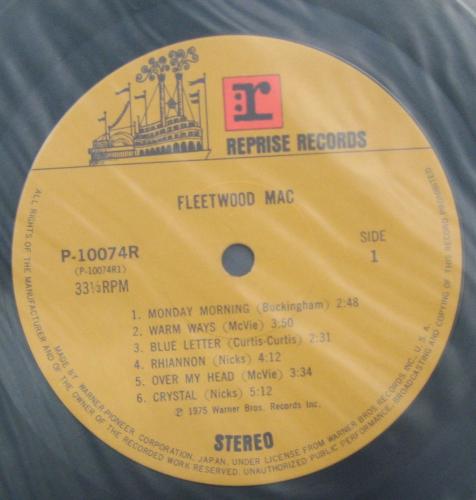 r
REPRISE RECORDS
FLEETWOOD MAC
P-10074R
(P-10074R1)
33⅓RPM
SIDE
1
1. MONDAY MORNING (Buckingham) 2:48
2. WARM WAYS (McVie) 3:50
3. BLUE LETTER (Curtis-Curtis) 2:31
4. RHIANNON (Nicks) 4:12
5. OVER MY HEAD (McVie) 3:34
6. CRYSTAL (Nicks) 5:12
℗ 1975 Warner Bros. Records Inc.
STEREO
MADE BY WARNER-PIONEER CORPORATION, JAPAN, UNDER LICENSE FROM WARNER BROS. RECORDS INC., U.S.A.
ALL RIGHTS OF THE MANUFACTURER AND OF THE OWNER OF THE RECORDED WORK RESERVED. UNAUTHORIZED PUBLIC PERFORMANCE, BROADCASTING AND COPYING OF THIS RECORD PROHIBITED